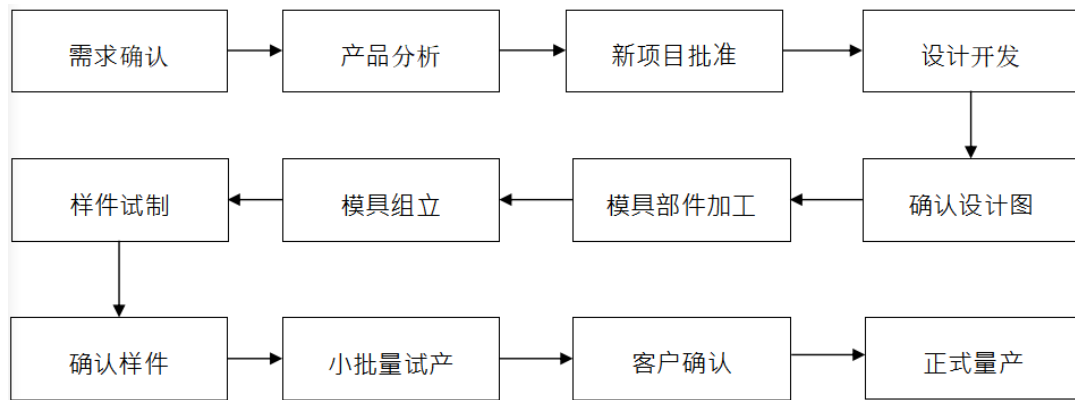 需求确认
产品分析
新项目批准
设计开发
样件试制
模具组立
模具部件加工
确认设计图
确认样件
小批量试产
客户确认
正式量产